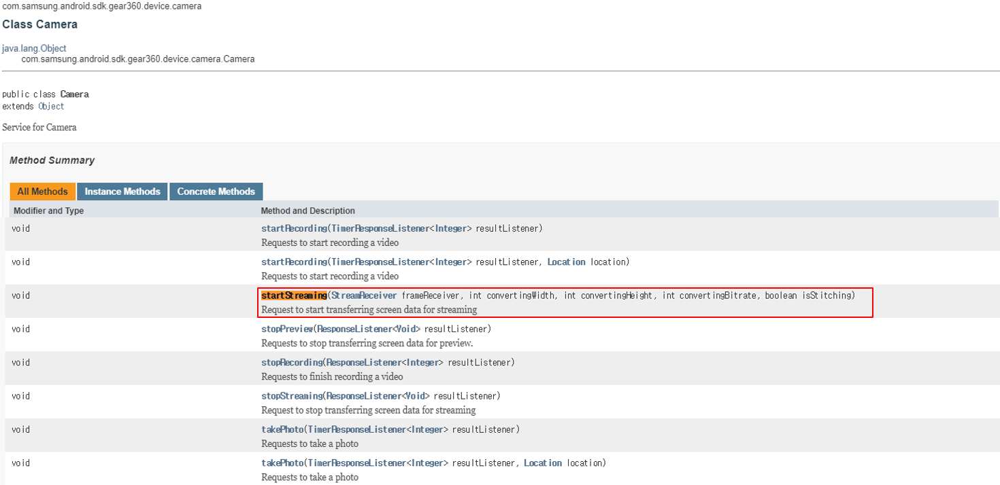 com.samsung.android.sdk.gear360.device.camera
Class Camera
java.lang.Object
com.samsung.android.sdk.gear360.device.camera.Camera
public class Camera
extends Object
Service for Camera
Method Summary
All Methods Instance Methods Concrete Methods
Modifier and Type Method and Description
void startRecording(TimerResponseListener<Integer> resultListener)
Requests to start recording a video
void startRecording(TimerResponseListener<Integer> resultListener, Location location)
Requests to start recording a video
void startStreaming(StreamReceiver frameReceiver, int convertingWidth, int convertingHeight, int convertingBitrate, boolean isStitching)
Request to start transferring screen data for streaming
void stopPreview(ResponseListener<Void> resultListener)
Requests to stop transferring screen data for preview.
void stopRecording(ResponseListener<Integer> resultListener)
Requests to finish recording a video
void stopStreaming(ResponseListener<Void> resultListener)
Request to stop transferring screen data for streaming
void takePhoto(TimerResponseListener<Integer> resultListener)
Requests to take a photo
void takePhoto(TimerResponseListener<Integer> resultListener, Location location)
Requests to take a photo